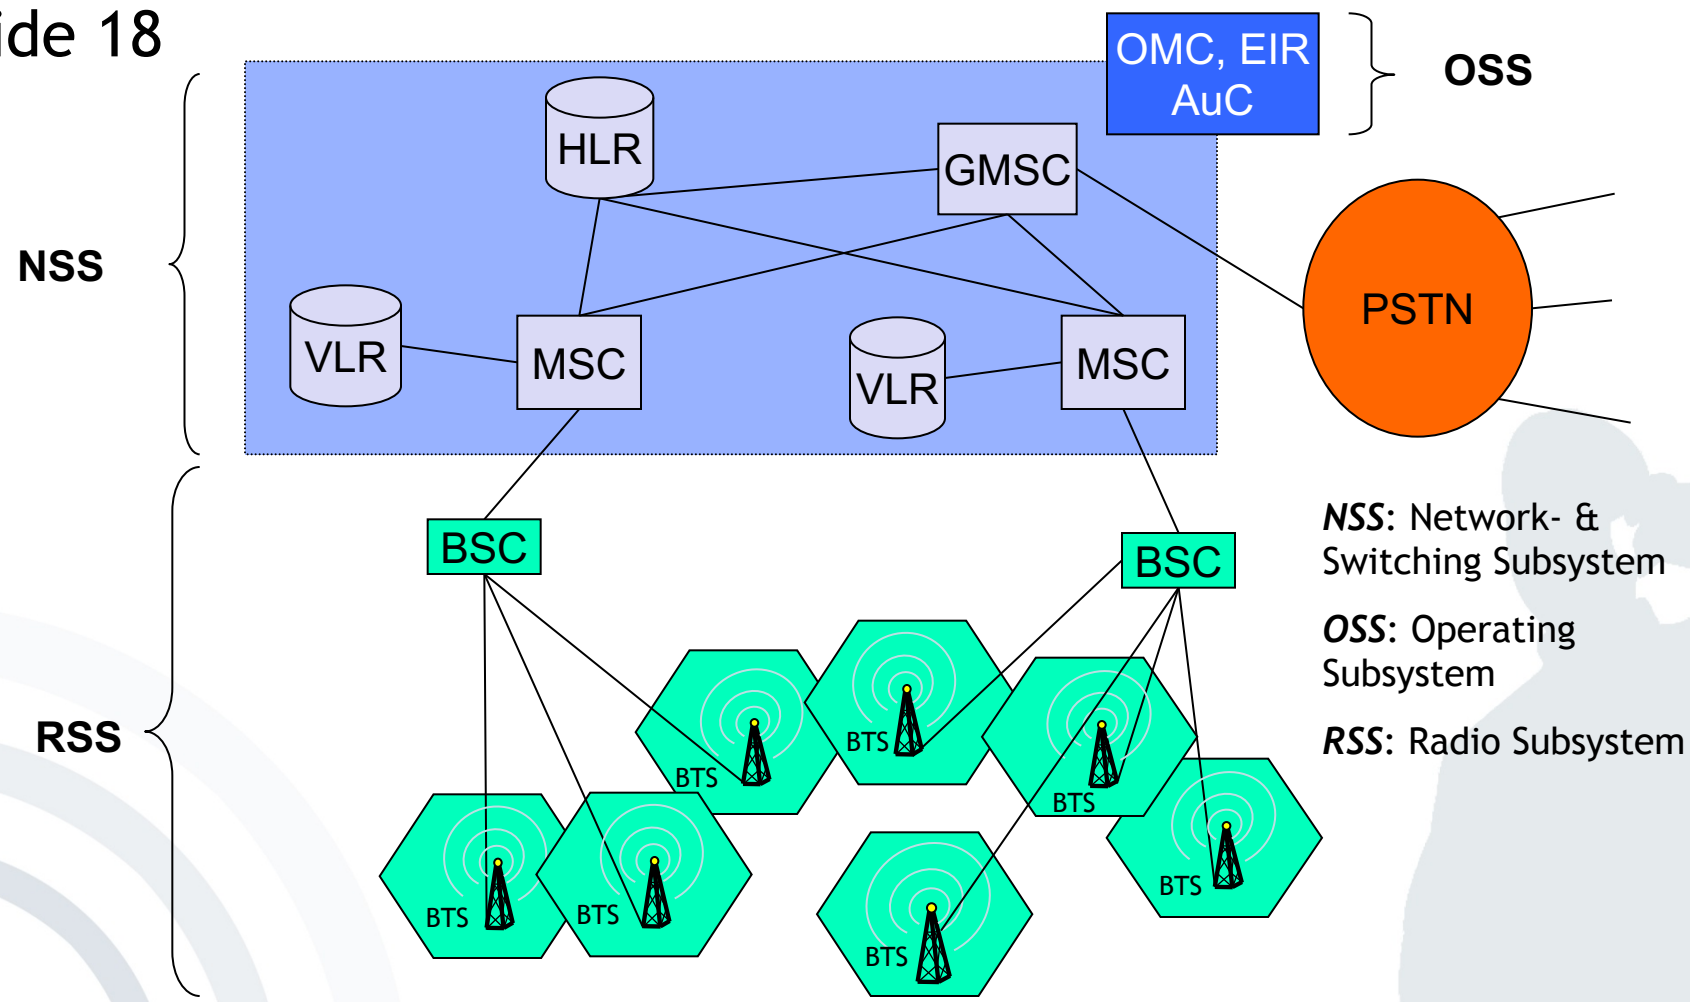 ide 18
OMC, EIR
AuC
OSS
HLR
GMSC
NSS
PSTN
VLR
MSC
VLR
MSC
BSC
BSC
NSS: Network- &
Switching Subsystem
OSS: Operating
Subsystem
RSS: Radio Subsystem
RSS
BTS
BTS
BTS
BTS
BTS
BTS
BTS